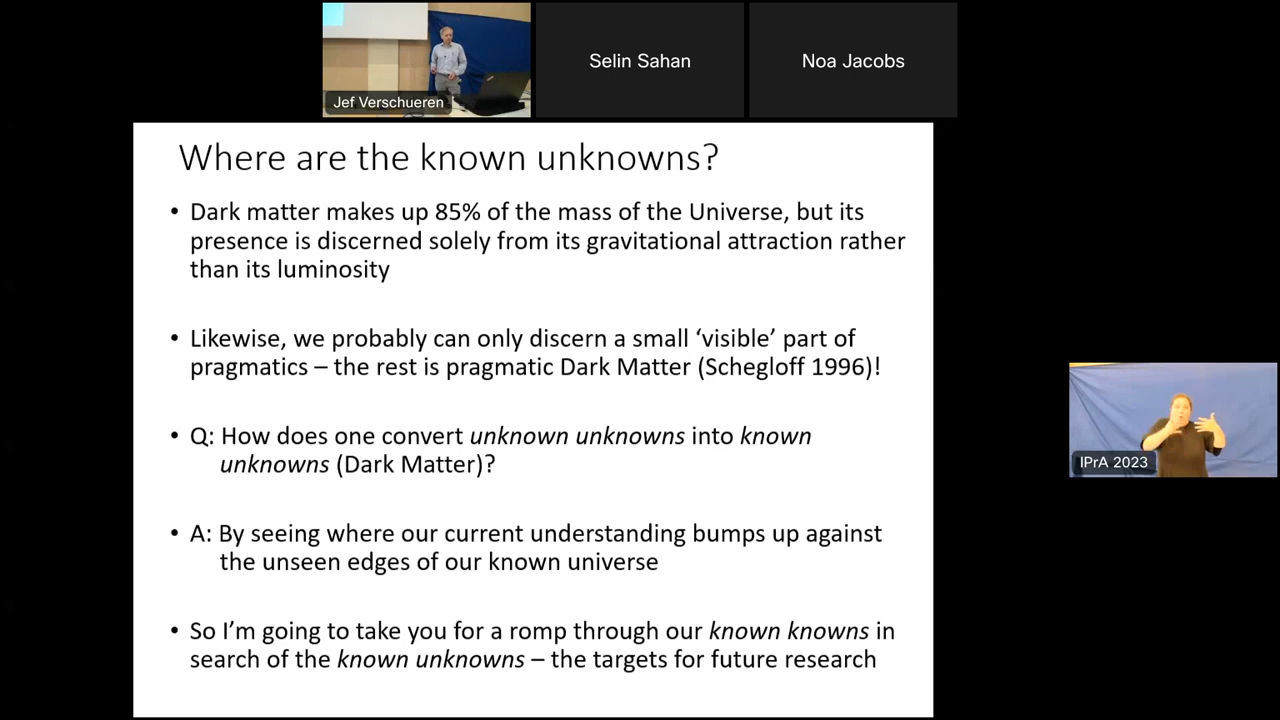 Jef Verschueren
Selin Sahan
Noa Jacobs
Where are the known unknowns?
• Dark matter makes up 85% of the mass of the Universe, but its
presence is discerned solely from its gravitational attraction rather
than its luminosity
• Likewise, we probably can only discern a small ‘visible’ part of
pragmatics – the rest is pragmatic Dark Matter (Schegloff 1996)!
• Q: How does one convert unknown unknowns into known
unknowns (Dark Matter)?
• A: By seeing where our current understanding bumps up against
the unseen edges of our known universe
• So I’m going to take you for a romp through our known knowns in
search of the known unknowns – the targets for future research
IPrA 2023